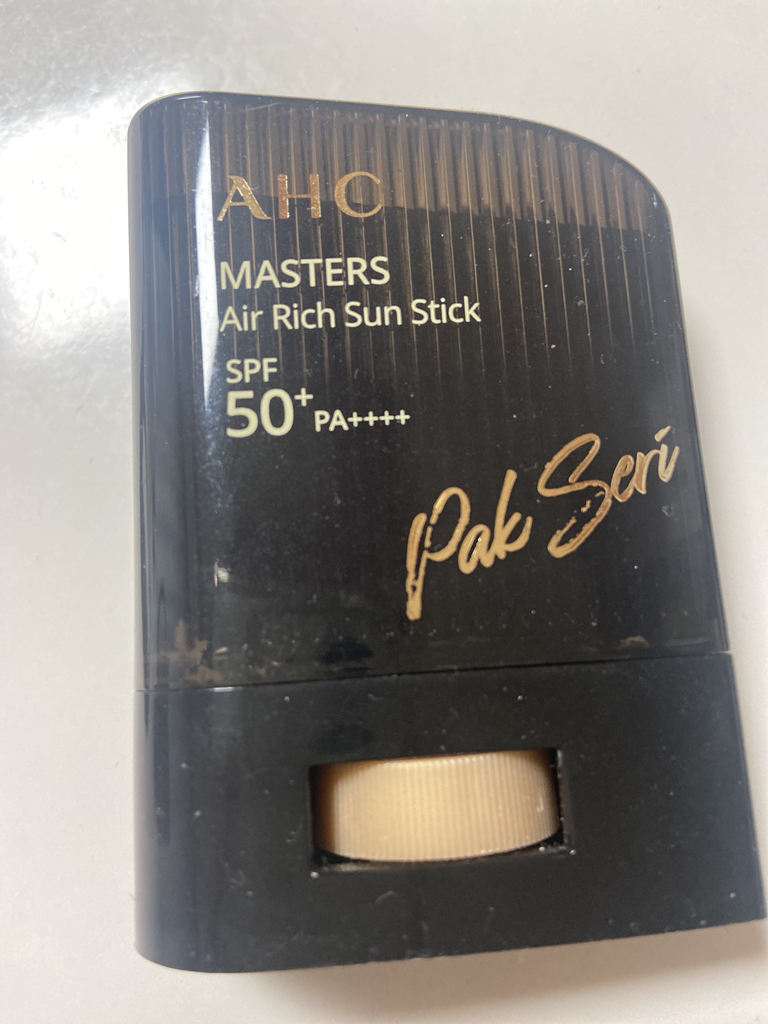 AHC
MASTERS
Air Rich Sun Stick
SPF
50+ PA++++
Pak Seri